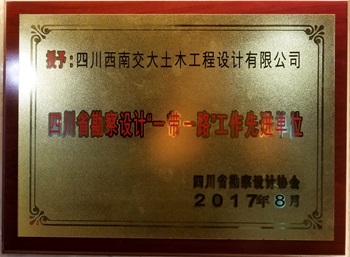 授予：四川西南交大土木工程设计有限公司
四川省勘察设计“一带一路”工作先进单位
四川省勘察设计协会
2017年8月